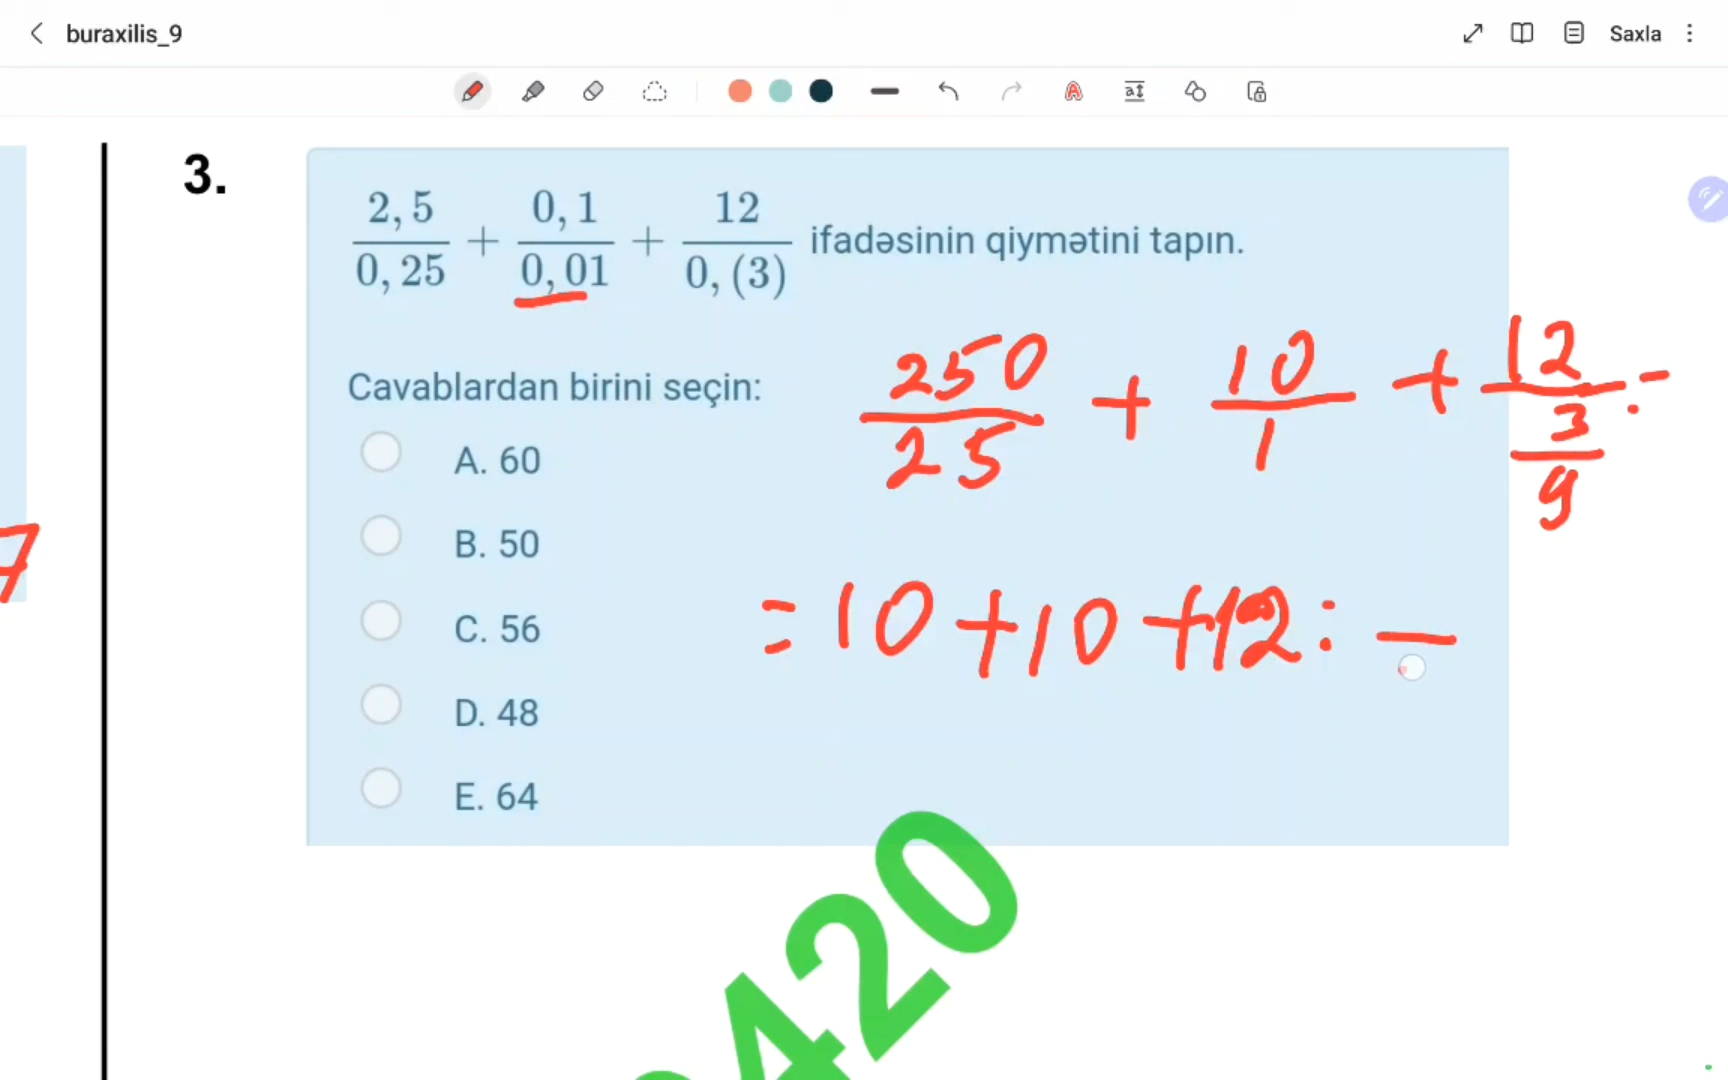 buraxilis_9
Saxla
3.
2,5/0,25 + 0,1/0,01 + 12/0,(3) ifadəsinin qiymətini tapın.
250/25 + 10/1 + 12/(3/9) =
Cavablardan birini seçin:
A. 60
B. 50
C. 56
D. 48
E. 64
= 10 + 10 + 12 : —
7
420